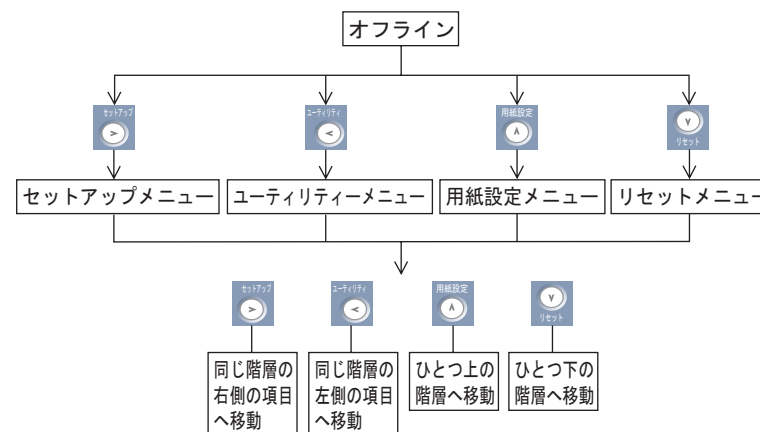 オフライン
セットアップ
ユーティリティ
用紙設定
リセット
セットアップメニュー
ユーティリティーメニュー
用紙設定メニュー
リセットメニュー
セットアップ
ユーティリティ
用紙設定
リセット
同じ階層の
右側の項目
へ移動
同じ階層の
左側の項目
へ移動
ひとつ上の
階層へ移動
ひとつ下の
階層へ移動